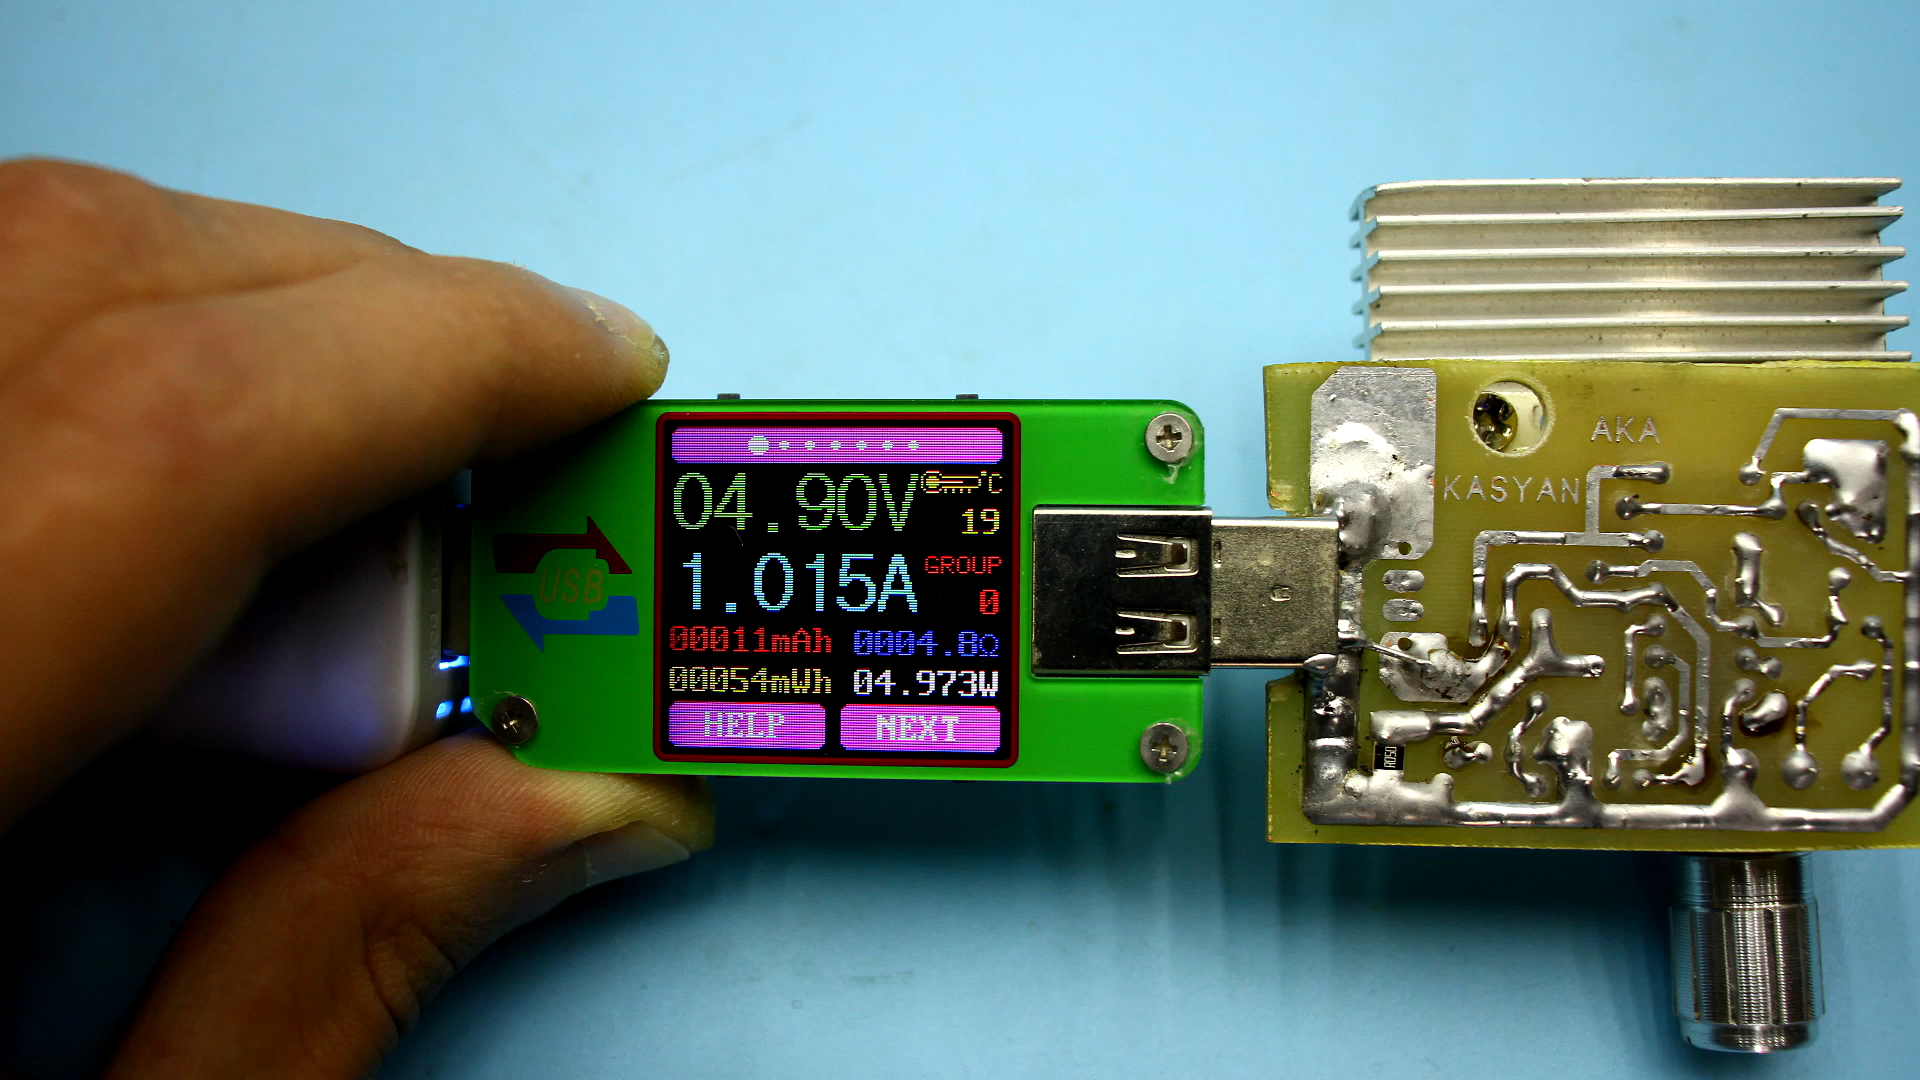 04.90V
°C
19
1.015A
GROUP
0
00011mAh
0004.8Ω
00054mWh
04.973W
HELP
NEXT
USB
AKA
KASYAN
R050